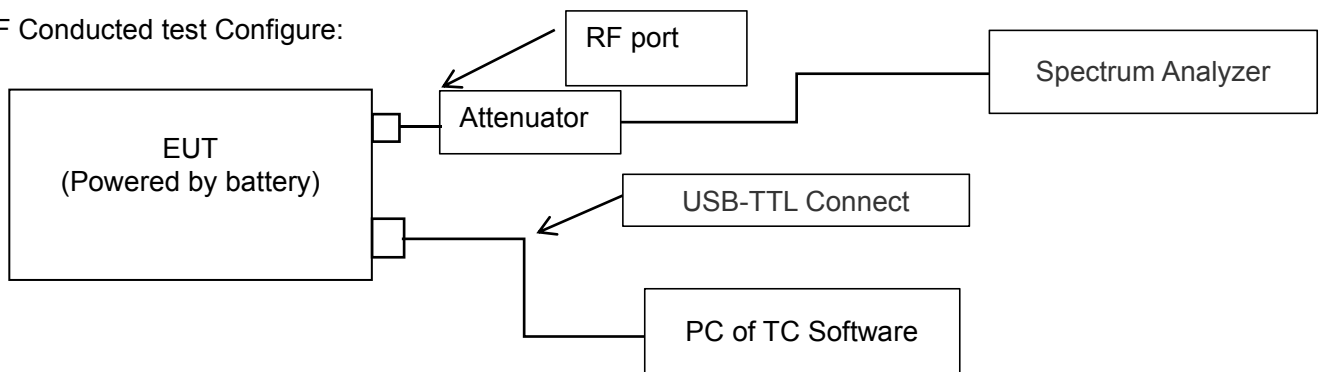 F Conducted test Configure:
RF port
Spectrum Analyzer
Attenuator
EUT
(Powered by battery)
USB-TTL Connect
PC of TC Software